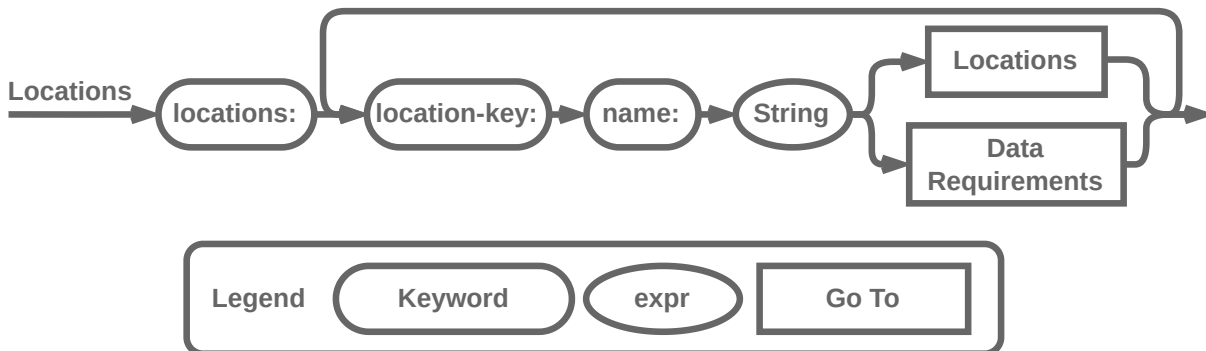 Locations
locations:
location-key:
name:
String
Locations
Data
Requirements
Legend
Keyword
expr
Go To